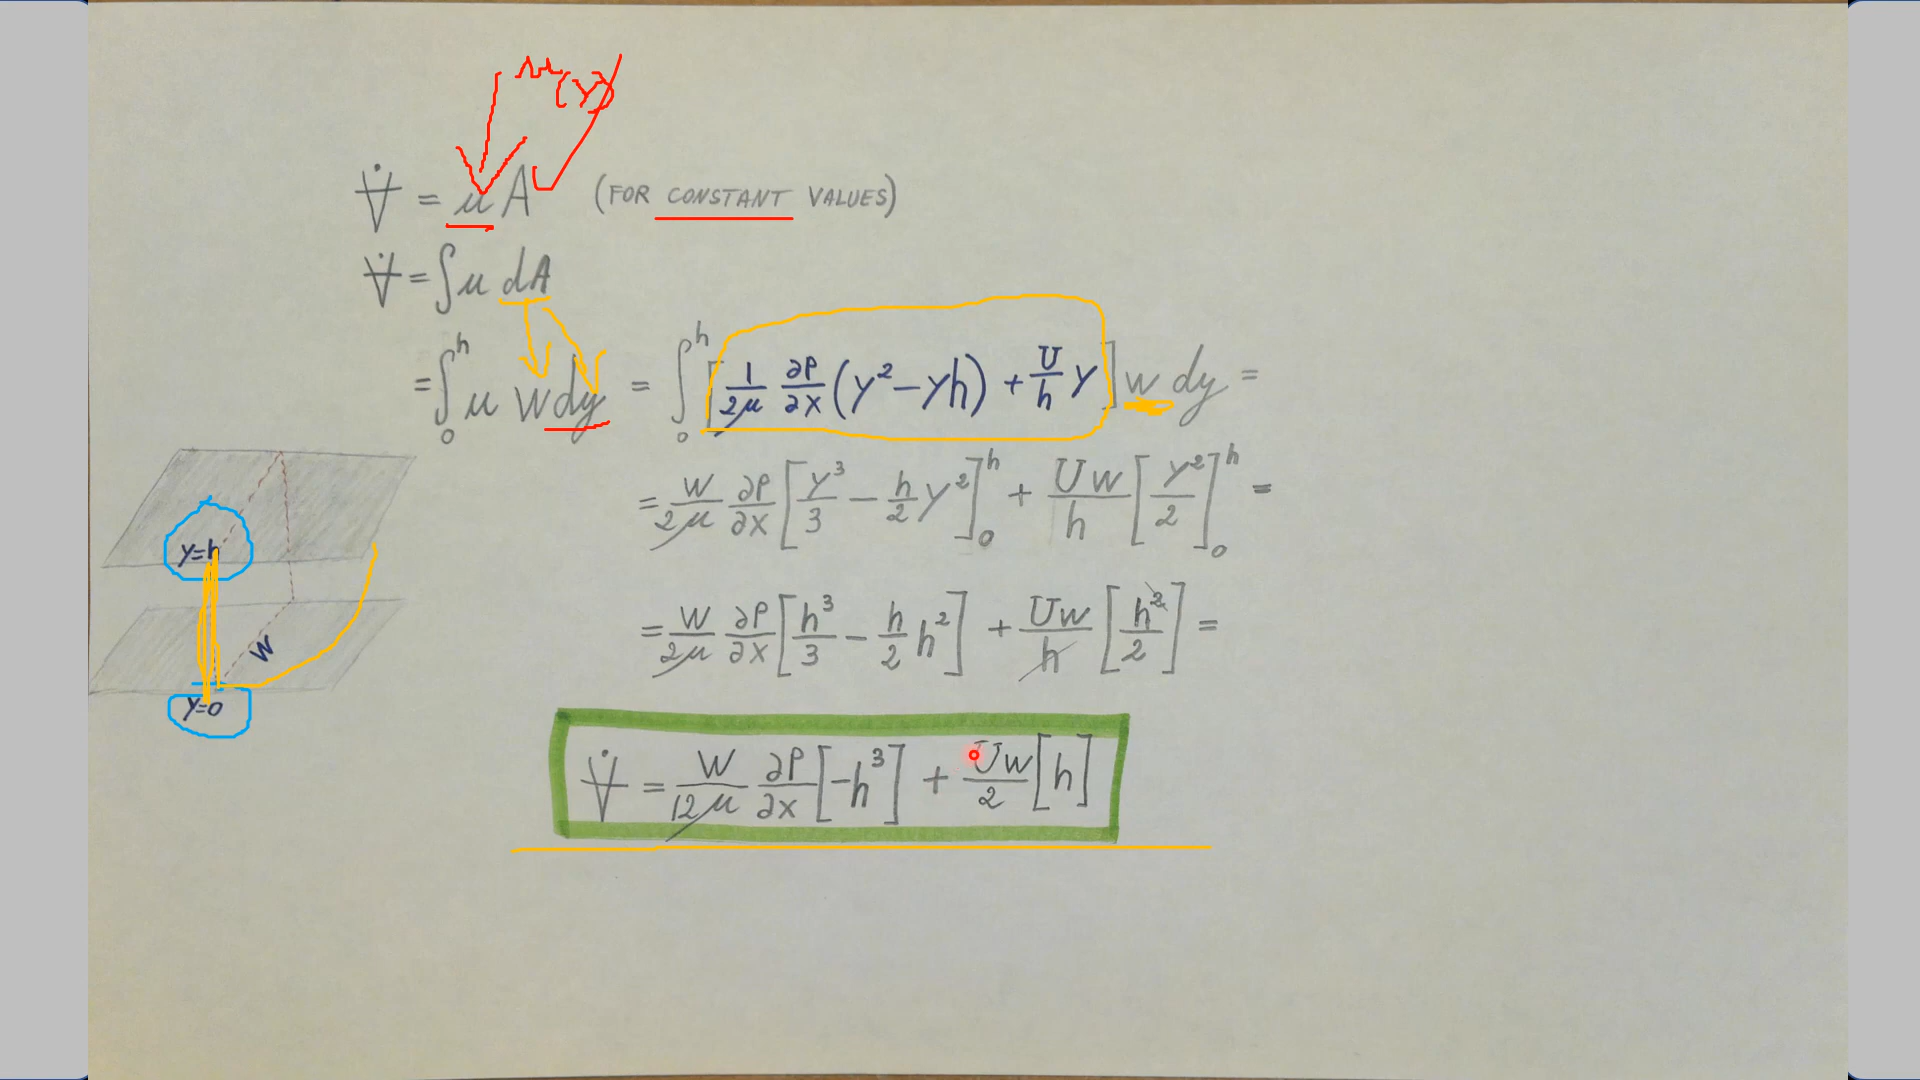 u(y)
V̇ = u A (FOR CONSTANT VALUES)
V̇ = ∫ u dA
= ∫₀ʰ u w dy = ∫₀ʰ [ 1/2μ ∂P/∂x (y² − yh) + U/h y ] w dy =
= w/2μ ∂P/∂x [ y³/3 − h/2 y² ]₀ʰ + Uw/h [ y²/2 ]₀ʰ =
y=h
= w/2μ ∂P/∂x [ h³/3 − h/2 h² ] + Uw/h [ h²/2 ] =
w
y=0
V̇ = w/12μ ∂P/∂x [−h³] + Uw/2 [h]